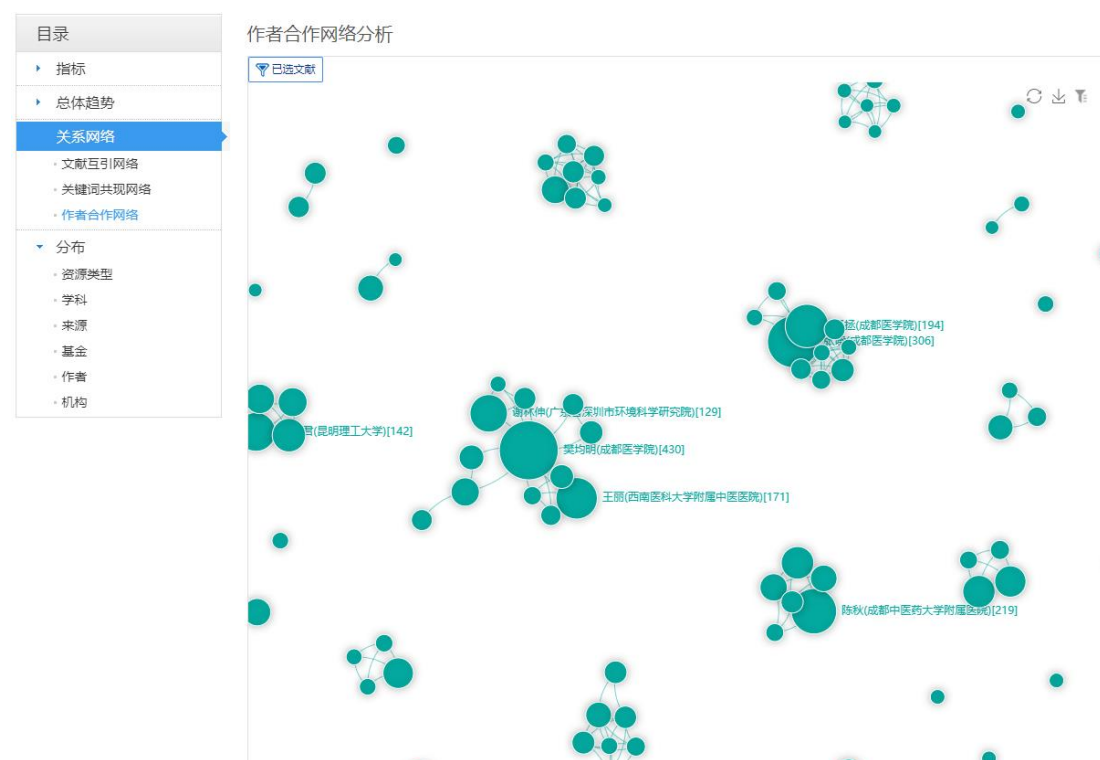 目录
指标
总体趋势
关系网络
文献互引网络
关键词共现网络
作者合作网络
分布
资源类型
学科
来源
基金
作者
机构
作者合作网络分析
已选文献
(成都医学院)[194]
成都医学院)[306]
谢林伸(广东省深圳市环境科学研究院)[129]
(昆明理工大学)[142]
樊均明(成都医学院)[430]
王丽(西南医科大学附属中医医院)[171]
陈秋(成都中医药大学附属医院)[219]